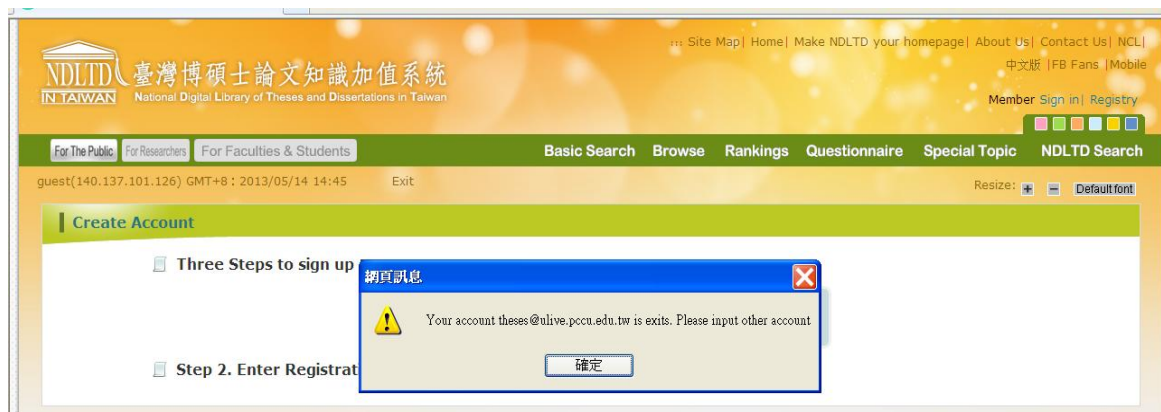 ::: Site Map| Home| Make NDLTD your homepage| About Us| Contact Us| NCL|
中文版 |FB Fans |Mobile
NDLTD
IN TAIWAN
臺灣博碩士論文知識加值系統
National Digital Library of Theses and Dissertations in Taiwan
Member Sign in| Registry
For The Public For Researchers For Faculties & Students Basic Search Browse Rankings Questionnaire Special Topic NDLTD Search
guest(140.137.101.126) GMT+8：2013/05/14 14:45 Exit Resize: + − Default font
Create Account
Three Steps to sign up
網頁訊息
Your account theses@ulive.pccu.edu.tw is exits. Please input other account
確定
Step 2. Enter Registrati